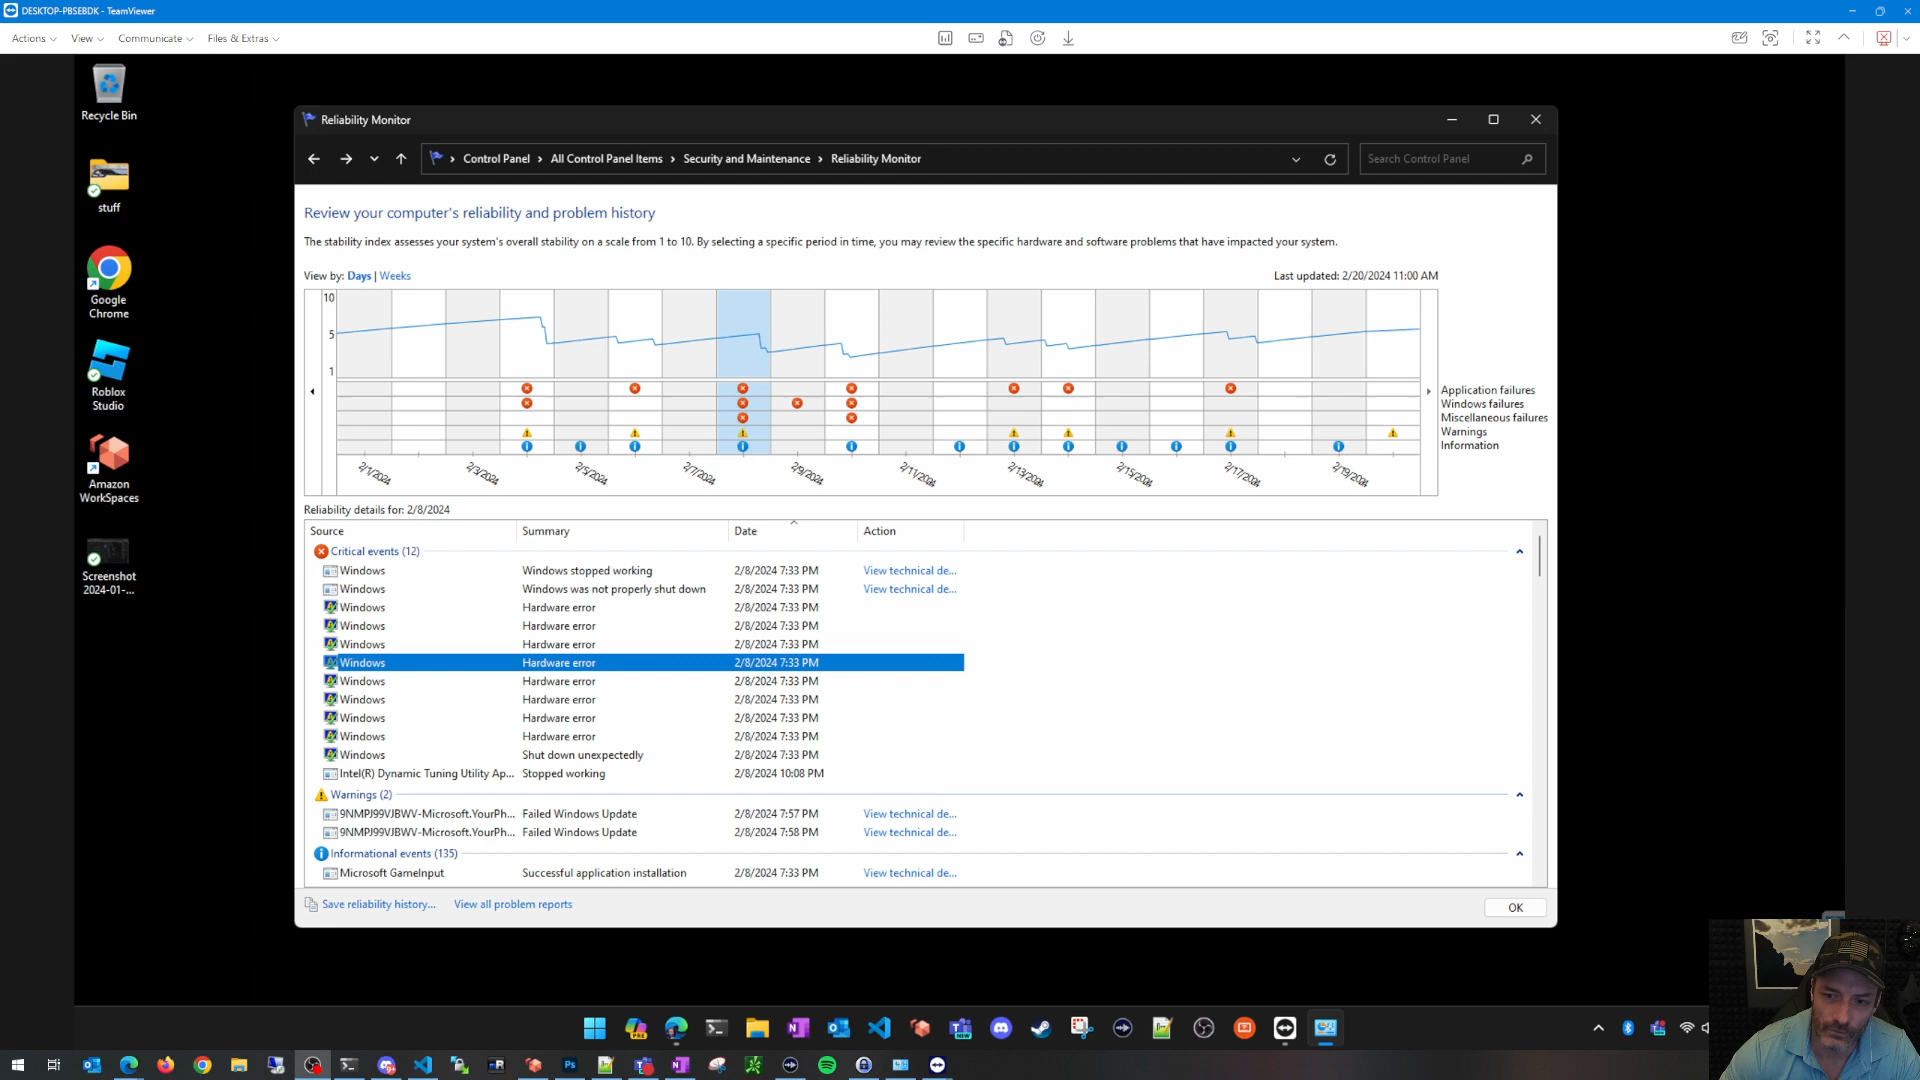 DESKTOP-PBSEBDK - TeamViewer
Actions View Communicate Files & Extras
Recycle Bin
stuff
Google
Chrome
Roblox
Studio
Amazon
WorkSpaces
Screenshot
2024-01-...
Reliability Monitor
Control Panel > All Control Panel Items > Security and Maintenance > Reliability Monitor
Search Control Panel
Review your computer's reliability and problem history
The stability index assesses your system's overall stability on a scale from 1 to 10. By selecting a specific period in time, you may review the specific hardware and software problems that have impacted your system.
View by: Days | Weeks
Last updated: 2/20/2024 11:00 AM
10
5
1
Application failures
Windows failures
Miscellaneous failures
Warnings
Information
2/1/2024 2/3/2024 2/5/2024 2/7/2024 2/9/2024 2/11/2024 2/13/2024 2/15/2024 2/17/2024 2/19/2024
Reliability details for: 2/8/2024
Source Summary Date Action
Critical events (12)
Windows Windows stopped working 2/8/2024 7:33 PM View technical de...
Windows Windows was not properly shut down 2/8/2024 7:33 PM View technical de...
Windows Hardware error 2/8/2024 7:33 PM
Windows Hardware error 2/8/2024 7:33 PM
Windows Hardware error 2/8/2024 7:33 PM
Windows Hardware error 2/8/2024 7:33 PM
Windows Hardware error 2/8/2024 7:33 PM
Windows Hardware error 2/8/2024 7:33 PM
Windows Hardware error 2/8/2024 7:33 PM
Windows Hardware error 2/8/2024 7:33 PM
Windows Shut down unexpectedly 2/8/2024 7:33 PM
Intel(R) Dynamic Tuning Utility Ap... Stopped working 2/8/2024 10:08 PM
Warnings (2)
9NMPJ99VJBWV-Microsoft.YourPh... Failed Windows Update 2/8/2024 7:57 PM View technical de...
9NMPJ99VJBWV-Microsoft.YourPh... Failed Windows Update 2/8/2024 7:58 PM View technical de...
Informational events (135)
Microsoft GameInput Successful application installation 2/8/2024 7:33 PM View technical de...
Save reliability history... View all problem reports
OK